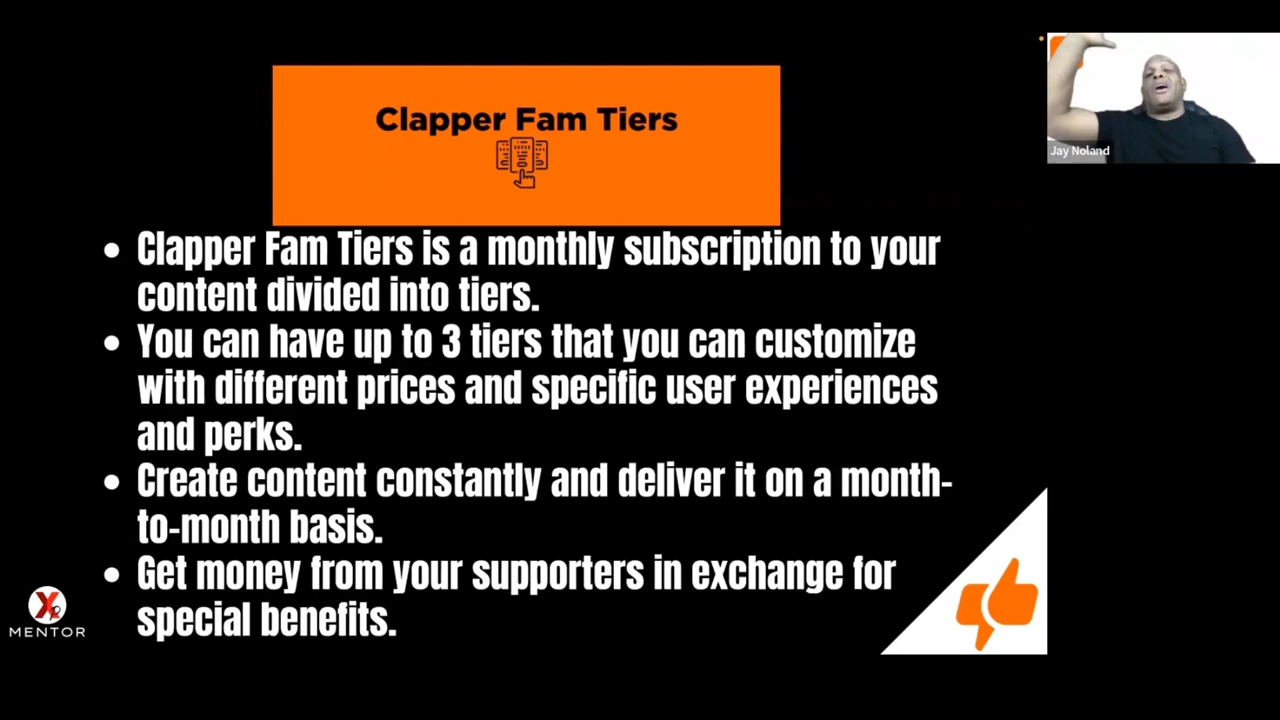 Clapper Fam Tiers
Jay Noland
• Clapper Fam Tiers is a monthly subscription to your
content divided into tiers.
• You can have up to 3 tiers that you can customize
with different prices and specific user experiences
and perks.
• Create content constantly and deliver it on a month-
to-month basis.
• Get money from your supporters in exchange for
special benefits.
X2
MENTOR